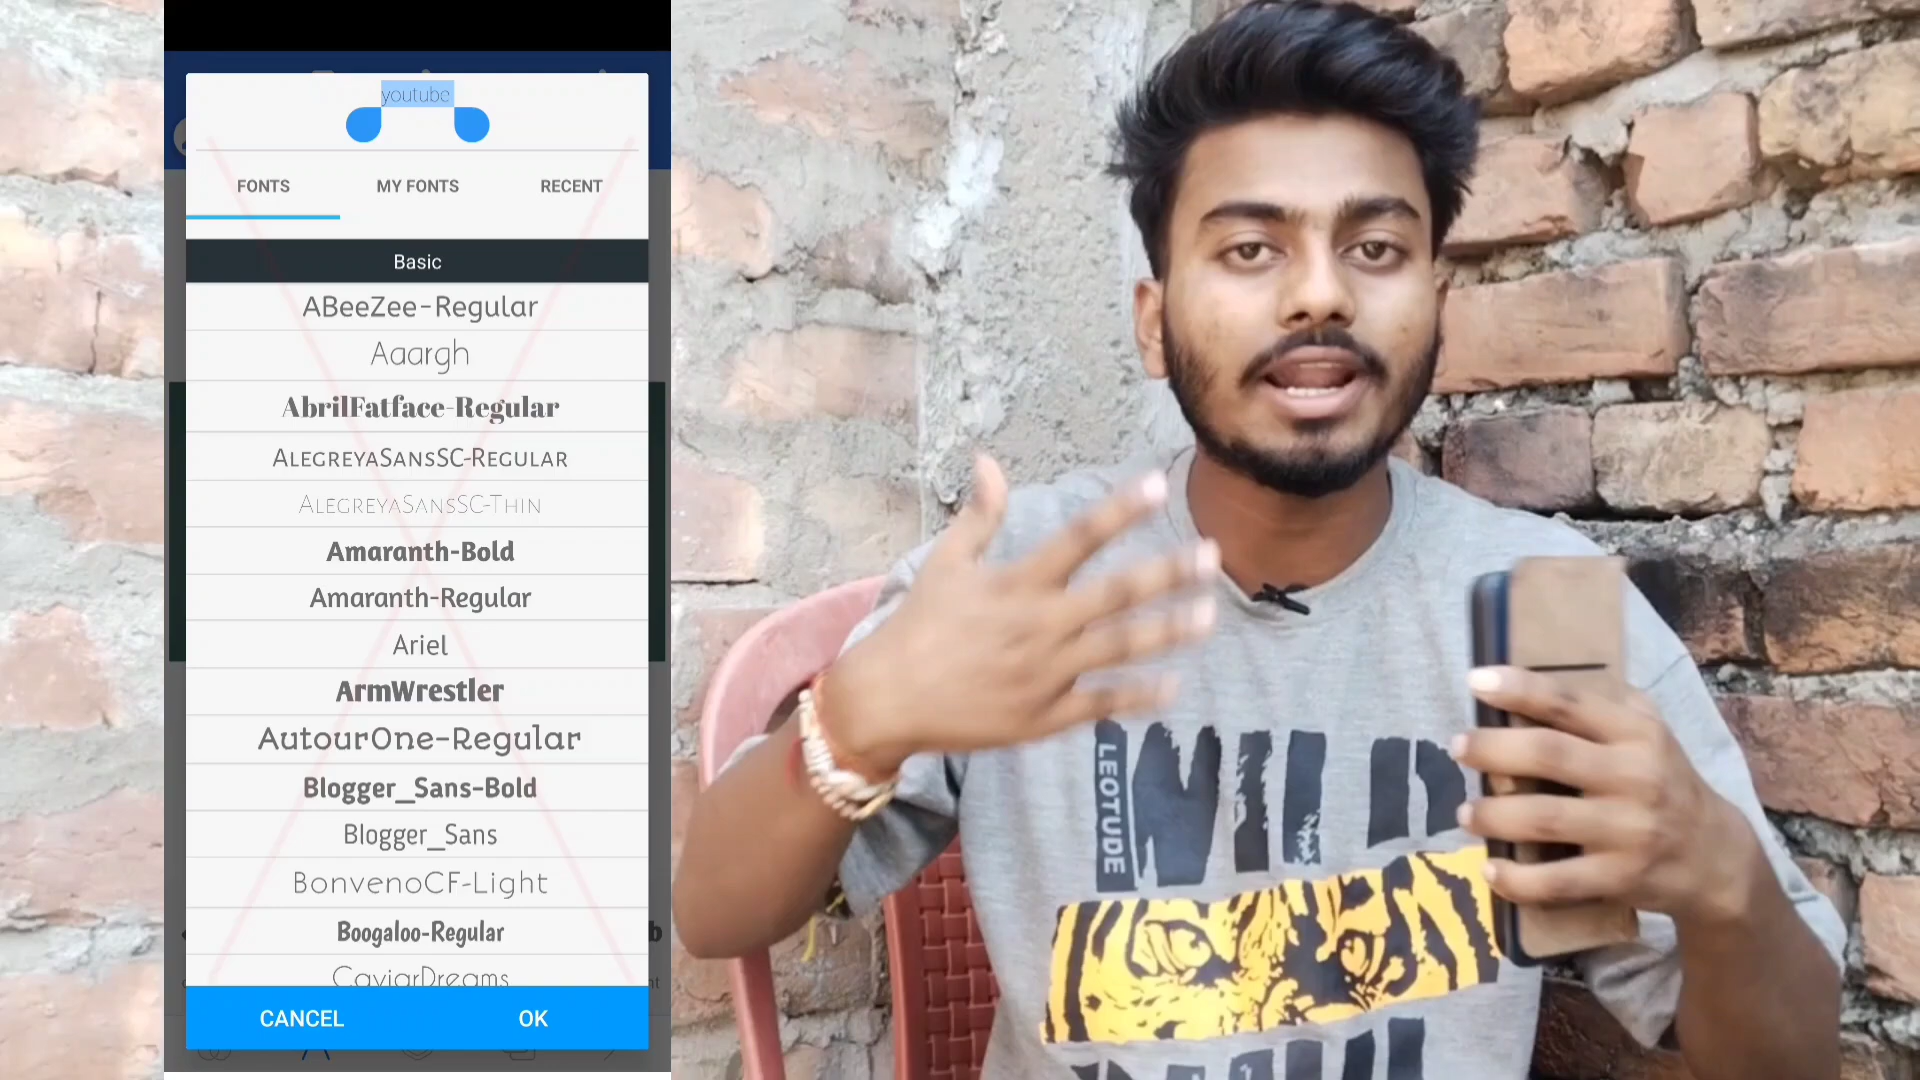 youtube
FONTS
MY FONTS
RECENT
Basic
ABeeZee-Regular
Aaargh
AbrilFatface-Regular
AlegreyaSansSC-Regular
AlegreyaSansSC-Thin
Amaranth-Bold
Amaranth-Regular
Ariel
ArmWrestler
AutourOne-Regular
Blogger_Sans-Bold
Blogger_Sans
BonvenoCF-Light
Boogaloo-Regular
CaviarDreams
CANCEL
OK
LEOTUDE
WILD